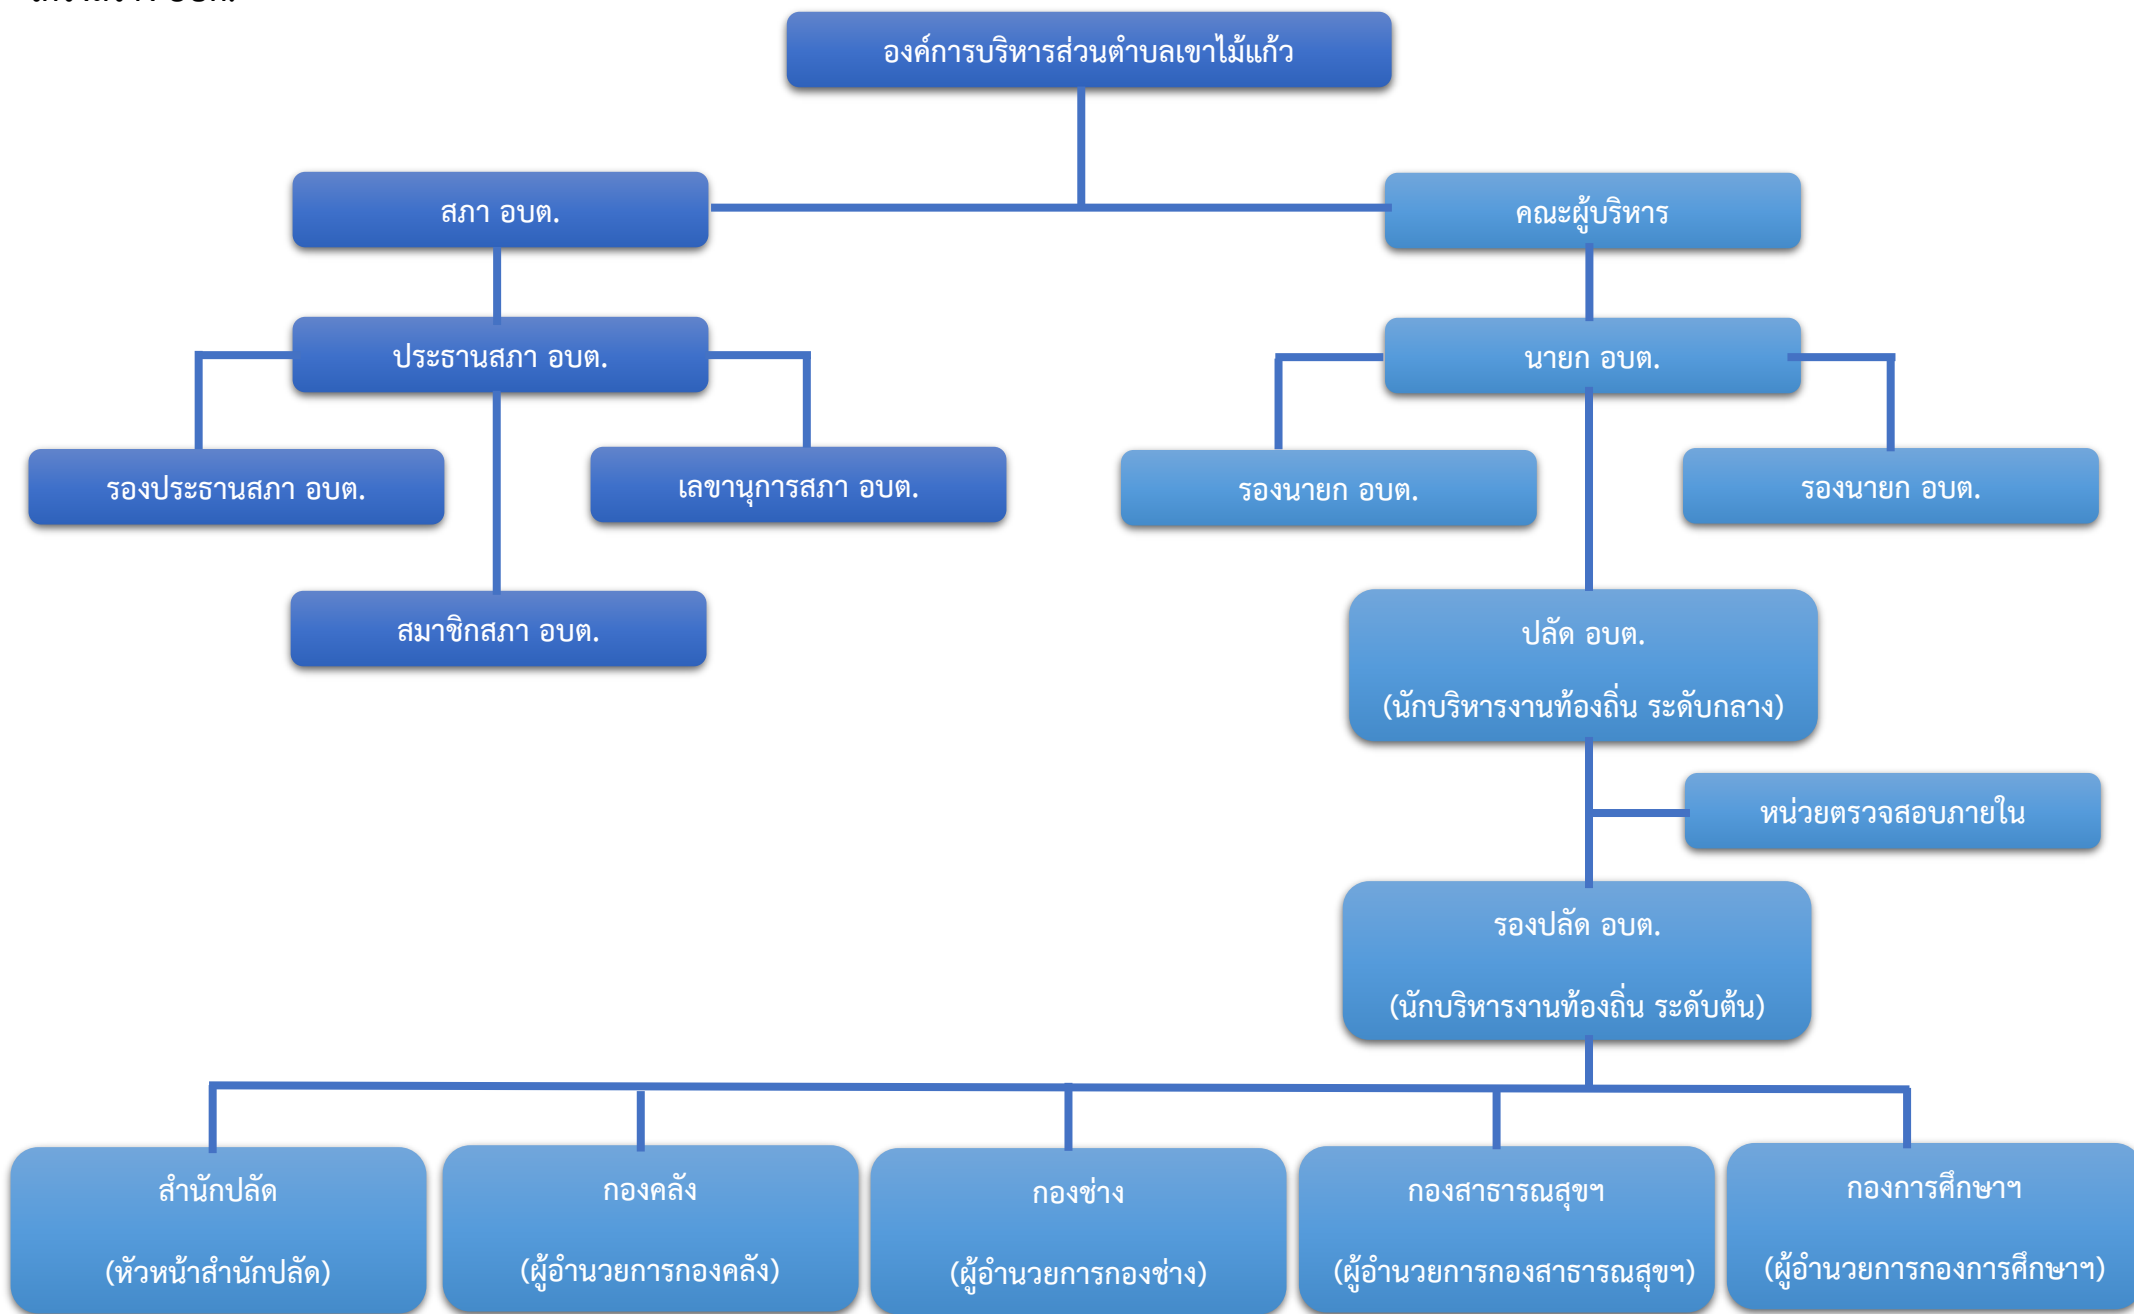 องค์การบริหารส่วนตำบลเขาไม้แก้ว
สภา อบต.
คณะผู้บริหาร
ประธานสภา อบต.
นายก อบต.
รองประธานสภา อบต.
เลขานุการสภา อบต.
รองนายก อบต.
รองนายก อบต.
สมาชิกสภา อบต.
ปลัด อบต.
(นักบริหารงานท้องถิ่น ระดับกลาง)
หน่วยตรวจสอบภายใน
รองปลัด อบต.
(นักบริหารงานท้องถิ่น ระดับต้น)
สำนักปลัด
(หัวหน้าสำนักปลัด)
กองคลัง
(ผู้อำนวยการกองคลัง)
กองช่าง
(ผู้อำนวยการกองช่าง)
กองสาธารณสุขฯ
(ผู้อำนวยการกองสาธารณสุขฯ)
กองการศึกษาฯ
(ผู้อำนวยการกองการศึกษาฯ)